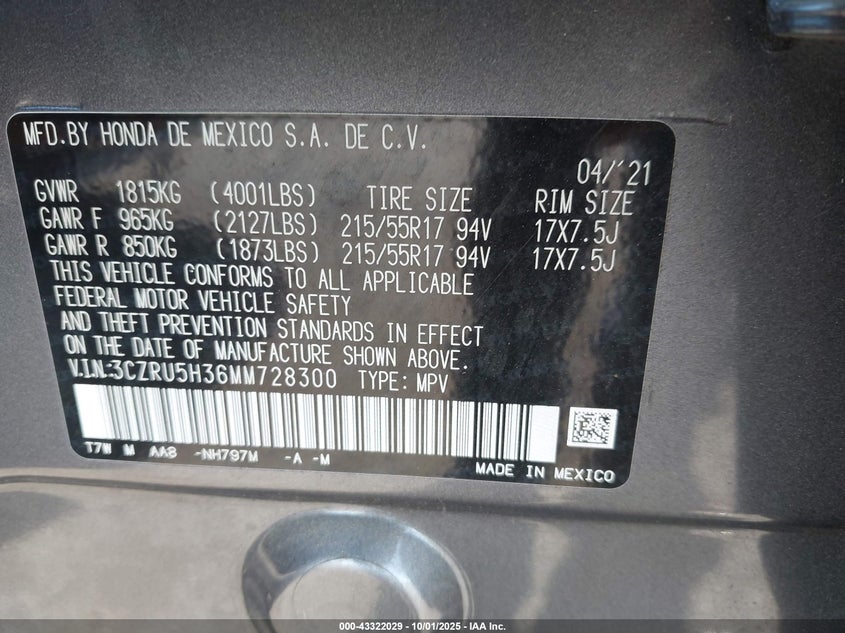 MFD.BY HONDA DE MEXICO S.A. DE C.V.
04/'21
GVWR 1815KG (4001LBS) TIRE SIZE RIM SIZE
GAWR F 965KG (2127LBS) 215/55R17 94V 17X7.5J
GAWR R 850KG (1873LBS) 215/55R17 94V 17X7.5J
THIS VEHICLE CONFORMS TO ALL APPLICABLE
FEDERAL MOTOR VEHICLE SAFETY
AND THEFT PREVENTION STANDARDS IN EFFECT
ON THE DATE OF MANUFACTURE SHOWN ABOVE.
V.I.N:3CZRU5H36MM728300 TYPE: MPV
T7W M AA8 -NH797M -A -M
MADE IN MEXICO
000-43322029 - 10/01/2025 - IAA Inc.